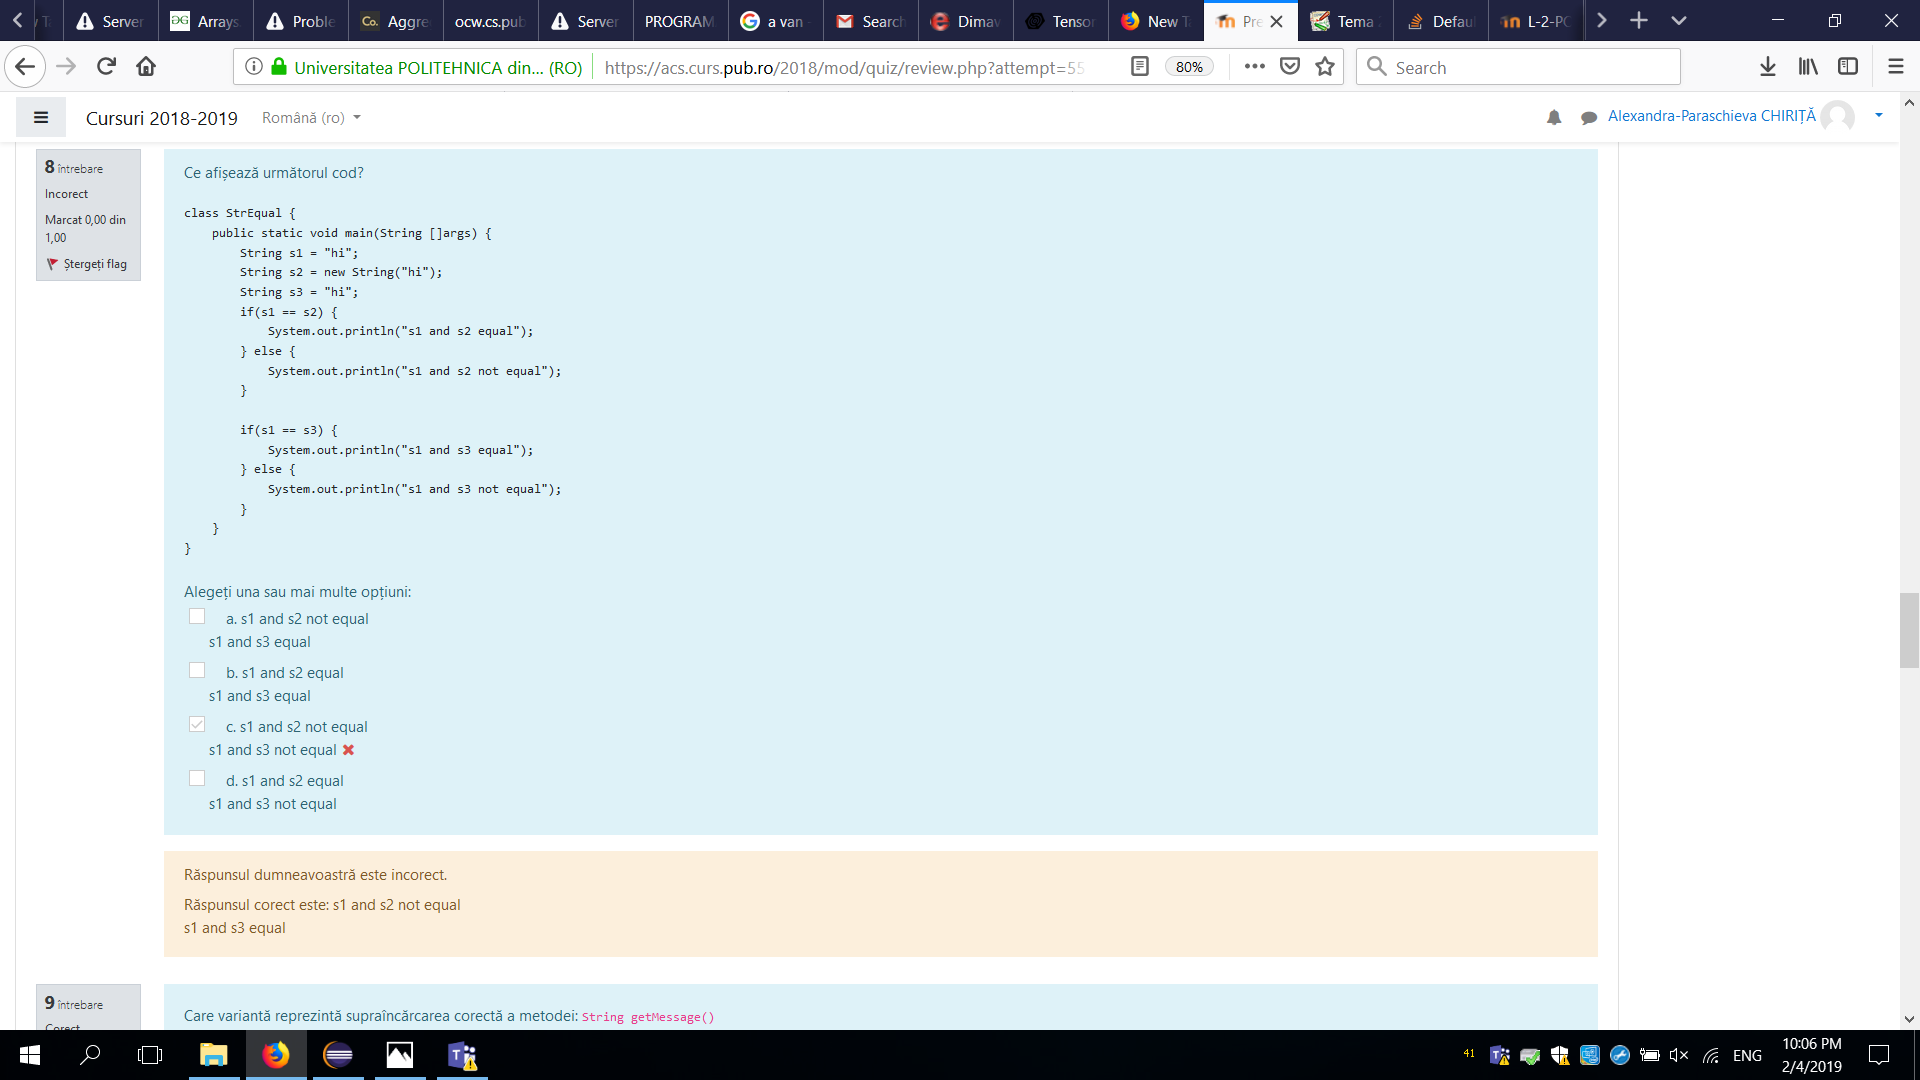 Server
Arrays.
Proble
Co. Aggre
ocw.cs.pub
Server
PROGRAM
a van -
Search
Dimav
Tensor
New Ta
Pre
Tema
Defaul
L-2-PC
Universitatea POLITEHNICA din... (RO)
https://acs.curs.pub.ro/2018/mod/quiz/review.php?attempt=55
80%
Search
Cursuri 2018-2019
Română (ro)
Alexandra-Paraschieva CHIRIȚĂ
8 întrebare
Incorect
Marcat 0,00 din
1,00
Ștergeți flag
Ce afișează următorul cod?
class StrEqual {
public static void main(String []args) {
String s1 = "hi";
String s2 = new String("hi");
String s3 = "hi";
if(s1 == s2) {
System.out.println("s1 and s2 equal");
} else {
System.out.println("s1 and s2 not equal");
}
if(s1 == s3) {
System.out.println("s1 and s3 equal");
} else {
System.out.println("s1 and s3 not equal");
}
}
}
Alegeți una sau mai multe opțiuni:
a. s1 and s2 not equal
s1 and s3 equal
b. s1 and s2 equal
s1 and s3 equal
c. s1 and s2 not equal
s1 and s3 not equal
d. s1 and s2 equal
s1 and s3 not equal
Răspunsul dumneavoastră este incorect.
Răspunsul corect este: s1 and s2 not equal
s1 and s3 equal
9 întrebare
Corect
Care variantă reprezintă supraîncărcarea corectă a metodei: String getMessage()
41
ENG
10:06 PM
2/4/2019